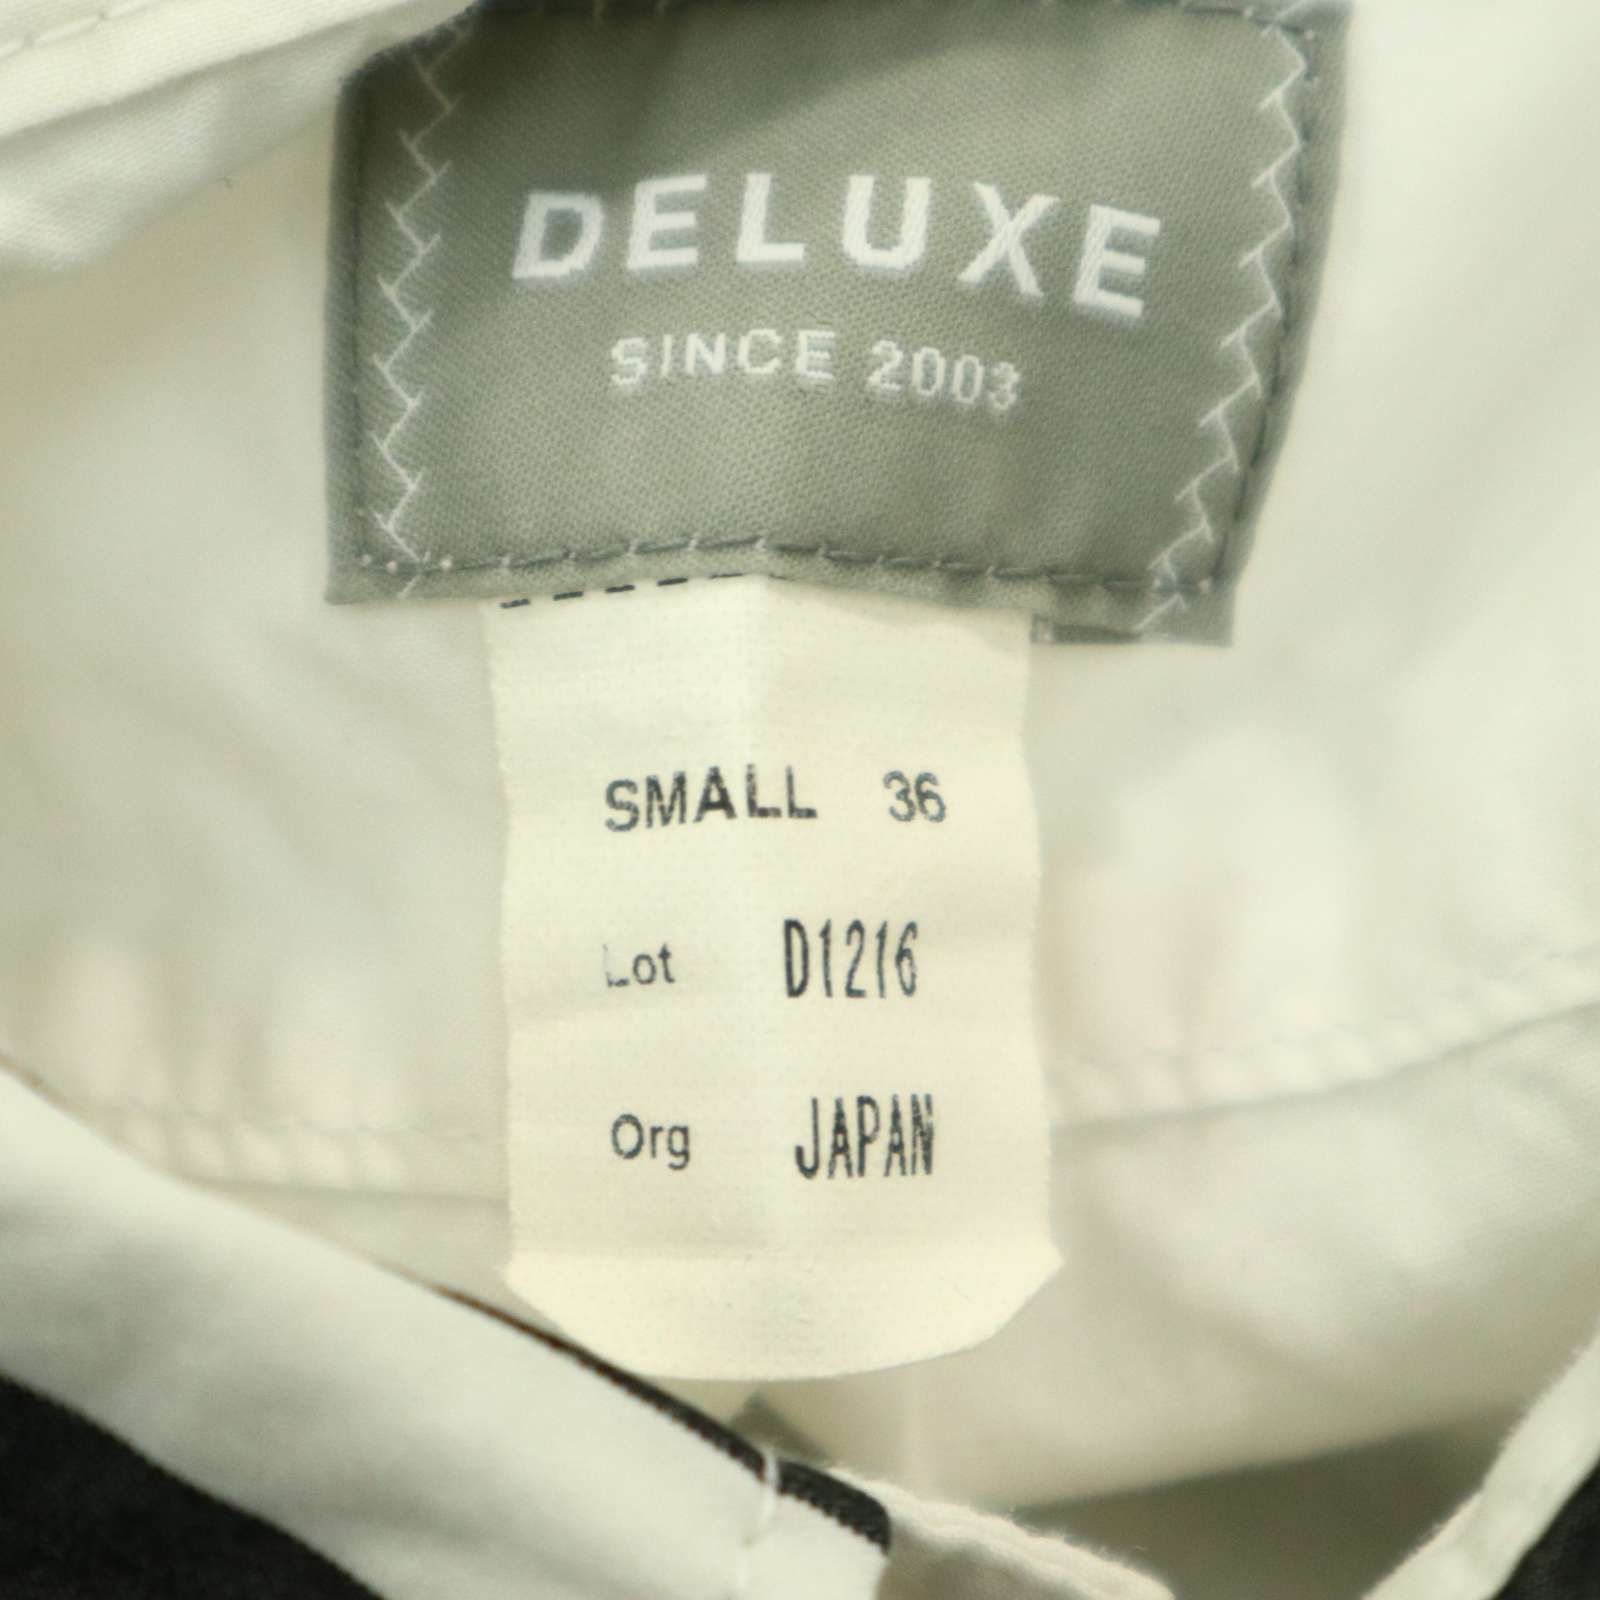 DELUXE
SINCE 2003
SMALL 36
Lot D1216
Org JAPAN